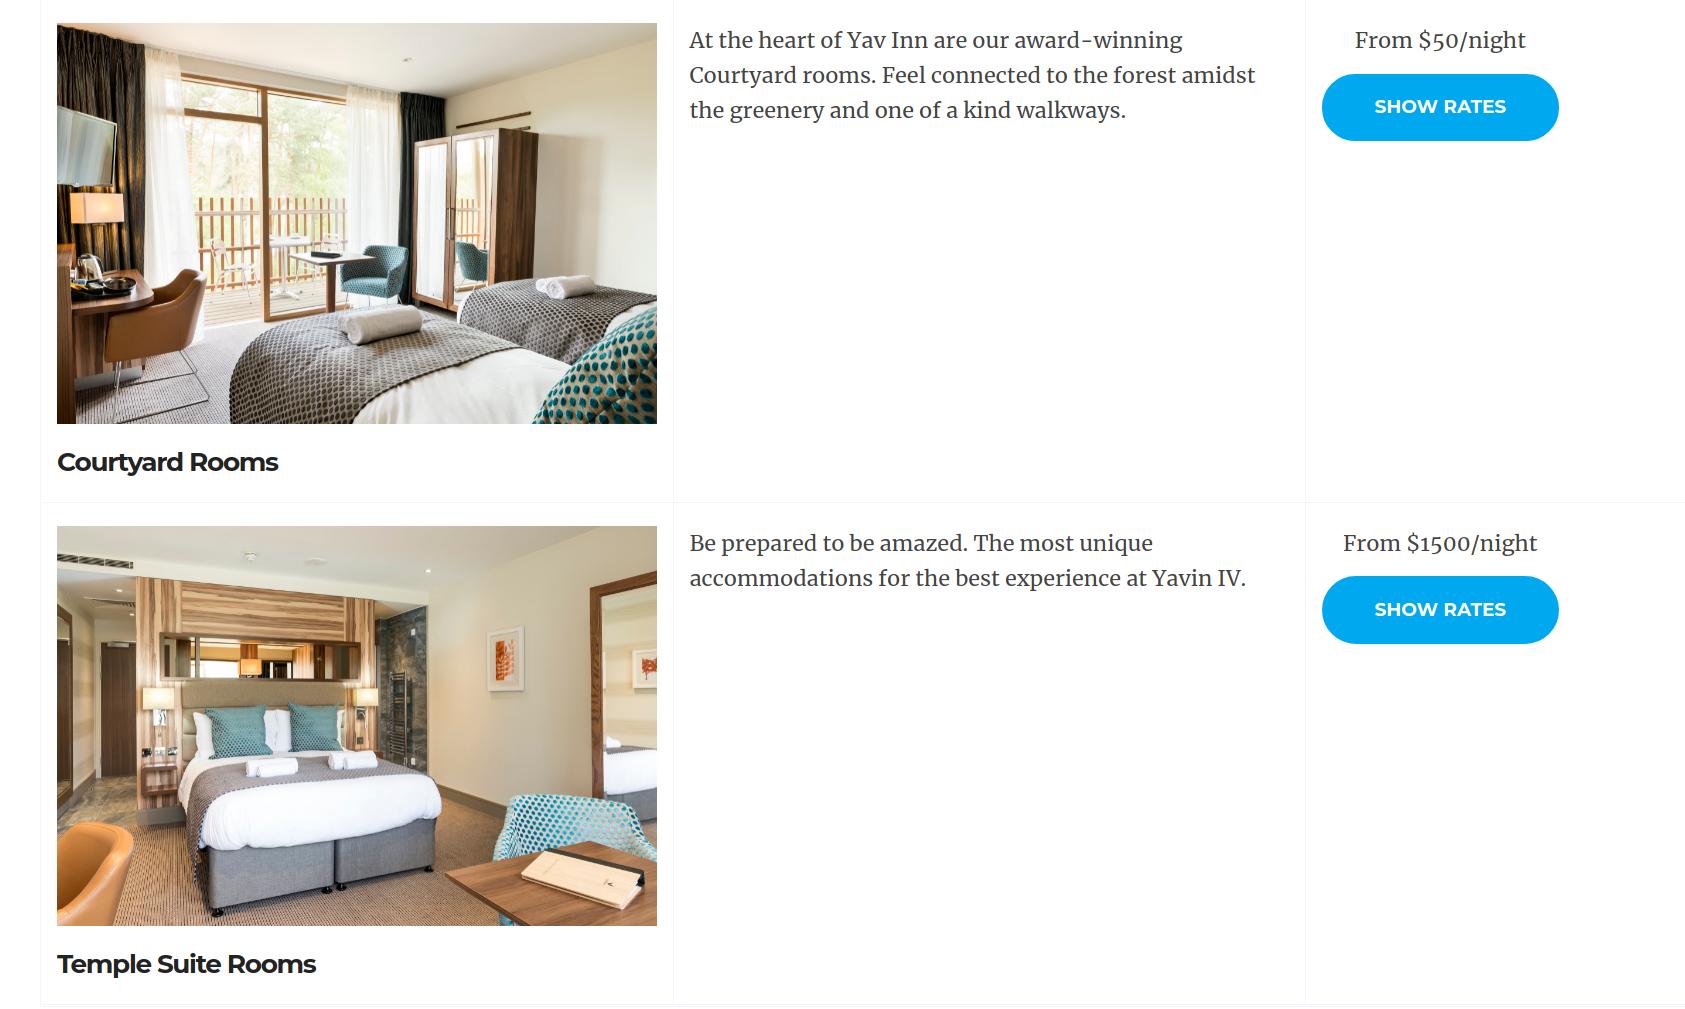 At the heart of Yav Inn are our award-winning
Courtyard rooms. Feel connected to the forest amidst
the greenery and one of a kind walkways.
From $50/night
SHOW RATES
Courtyard Rooms
Be prepared to be amazed. The most unique
accommodations for the best experience at Yavin IV.
From $1500/night
SHOW RATES
Temple Suite Rooms